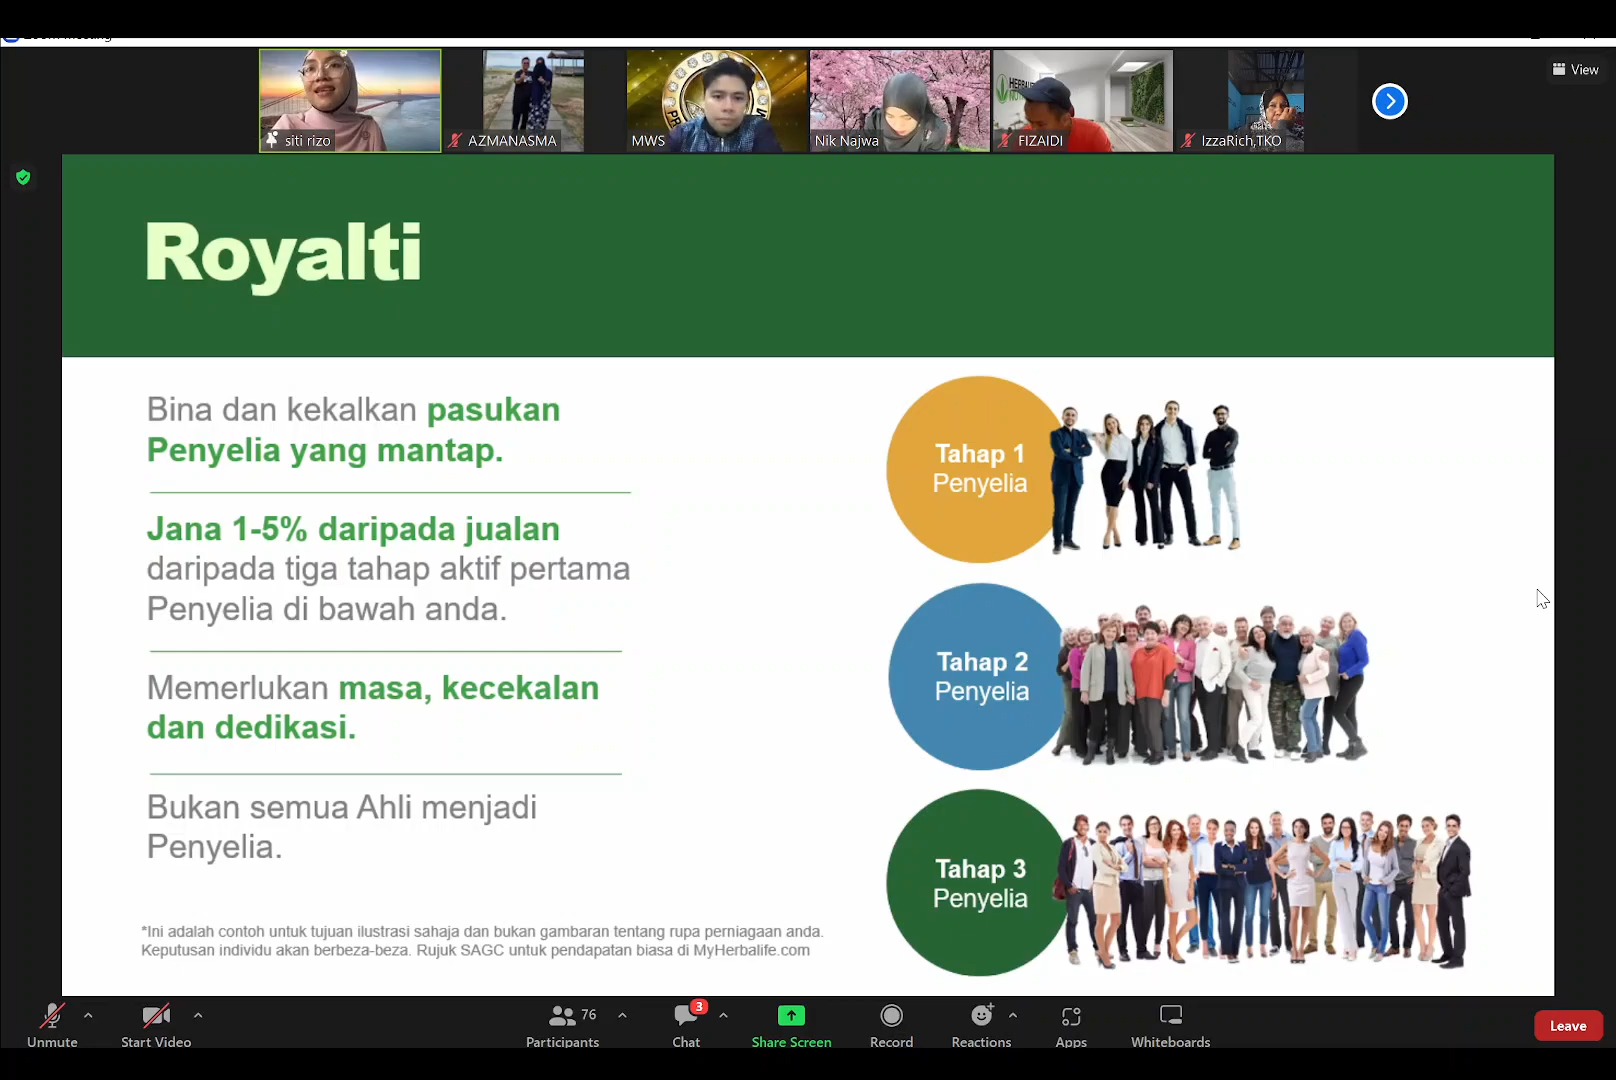 View
siti rizo
AZMANASMA
MWS
Nik Najwa
FIZAIDI
IzzaRich,TKO
Royalti
Bina dan kekalkan pasukan
Penyelia yang mantap.
Jana 1-5% daripada jualan
daripada tiga tahap aktif pertama
Penyelia di bawah anda.
Memerlukan masa, kecekalan
dan dedikasi.
Bukan semua Ahli menjadi
Penyelia.
*Ini adalah contoh untuk tujuan ilustrasi sahaja dan bukan gambaran tentang rupa perniagaan anda.
Keputusan individu akan berbeza-beza. Rujuk SAGC untuk pendapatan biasa di MyHerbalife.com
Tahap 1
Penyelia
Tahap 2
Penyelia
Tahap 3
Penyelia
76
3
Unmute
Start Video
Participants
Chat
Share Screen
Record
Reactions
Apps
Whiteboards
Leave